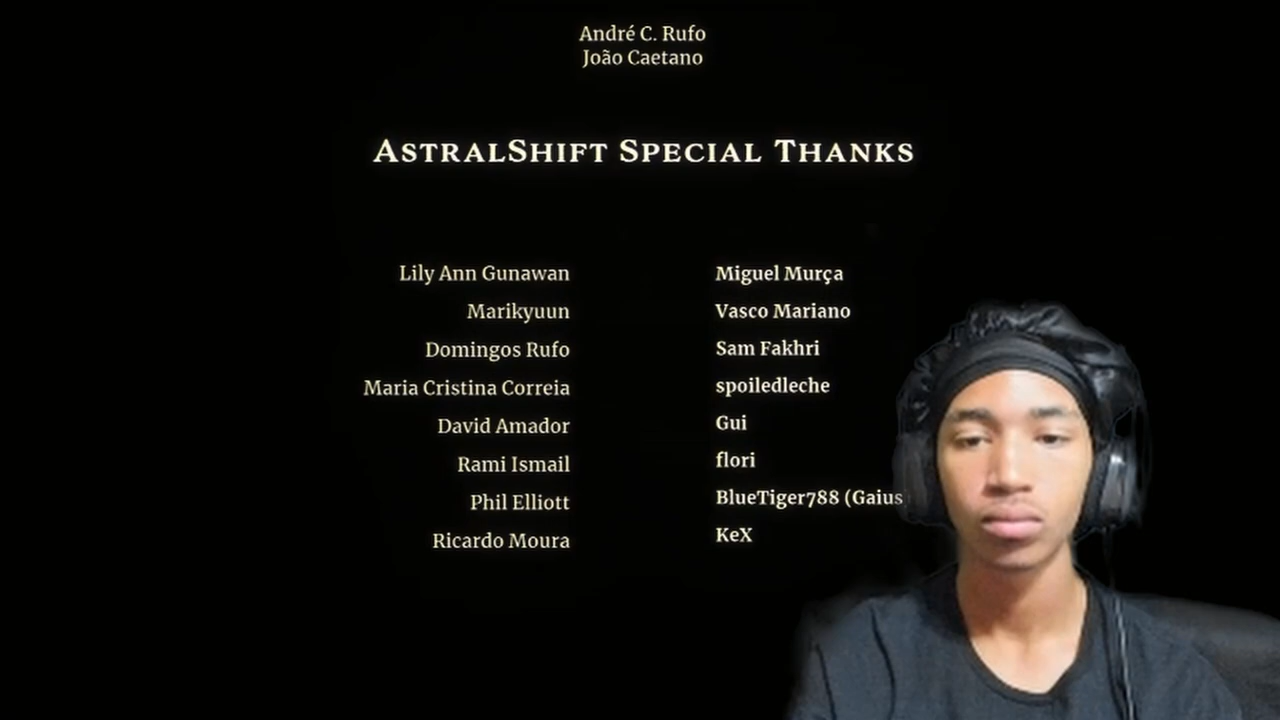 André C. Rufo
João Caetano
AstralShift Special Thanks
Lily Ann Gunawan
Marikyuun
Domingos Rufo
Maria Cristina Correia
David Amador
Rami Ismail
Phil Elliott
Ricardo Moura
Miguel Murça
Vasco Mariano
Sam Fakhri
spoiledleche
Gui
flori
BlueTiger788 (Gaius
KeX